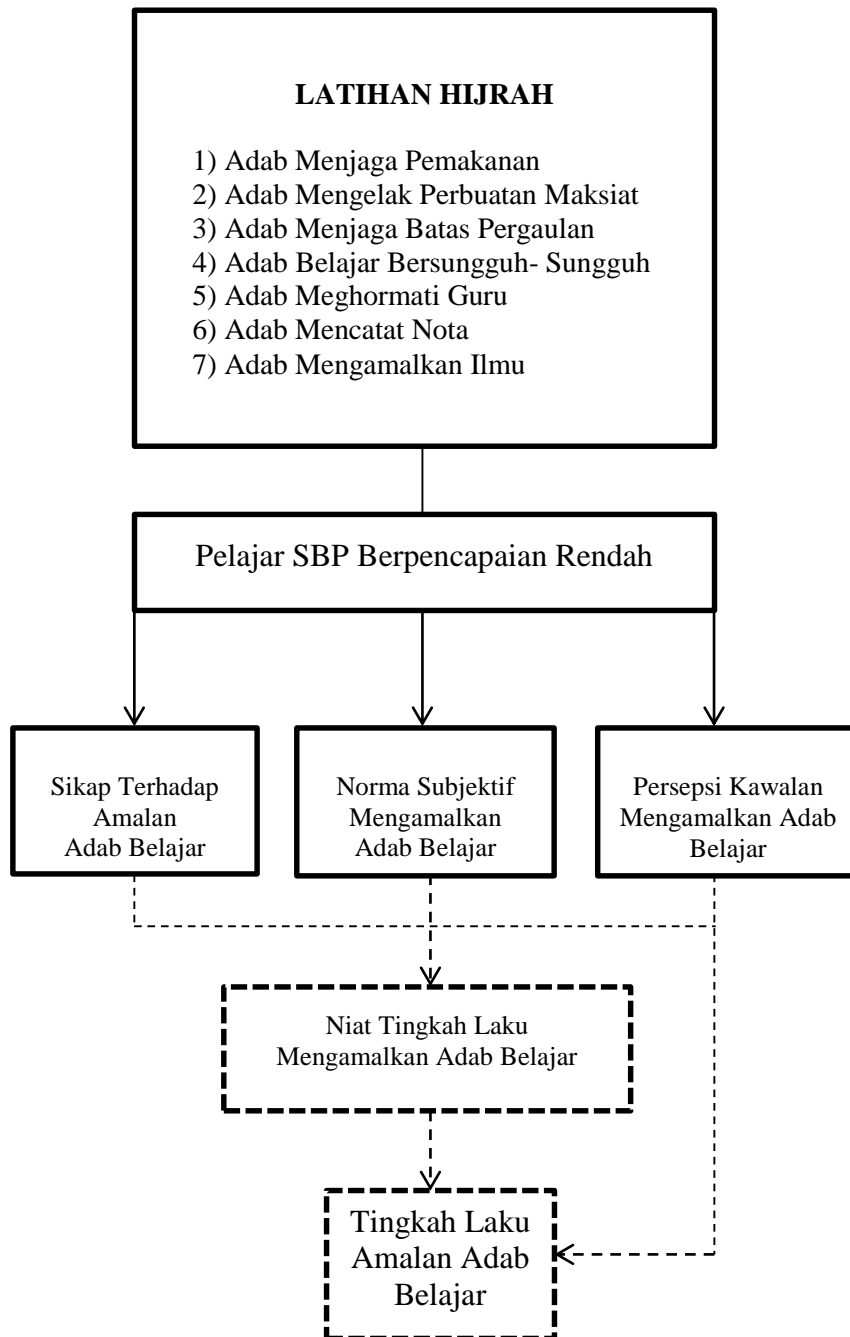 LATIHAN HIJRAH
1) Adab Menjaga Pemakanan
2) Adab Mengelak Perbuatan Maksiat
3) Adab Menjaga Batas Pergaulan
4) Adab Belajar Bersungguh- Sungguh
5) Adab Meghormati Guru
6) Adab Mencatat Nota
7) Adab Mengamalkan Ilmu
Pelajar SBP Berpencapaian Rendah
Sikap Terhadap
Amalan
Adab Belajar
Norma Subjektif
Mengamalkan
Adab Belajar
Persepsi Kawalan
Mengamalkan Adab
Belajar
Niat Tingkah Laku
Mengamalkan Adab Belajar
Tingkah Laku
Amalan Adab
Belajar